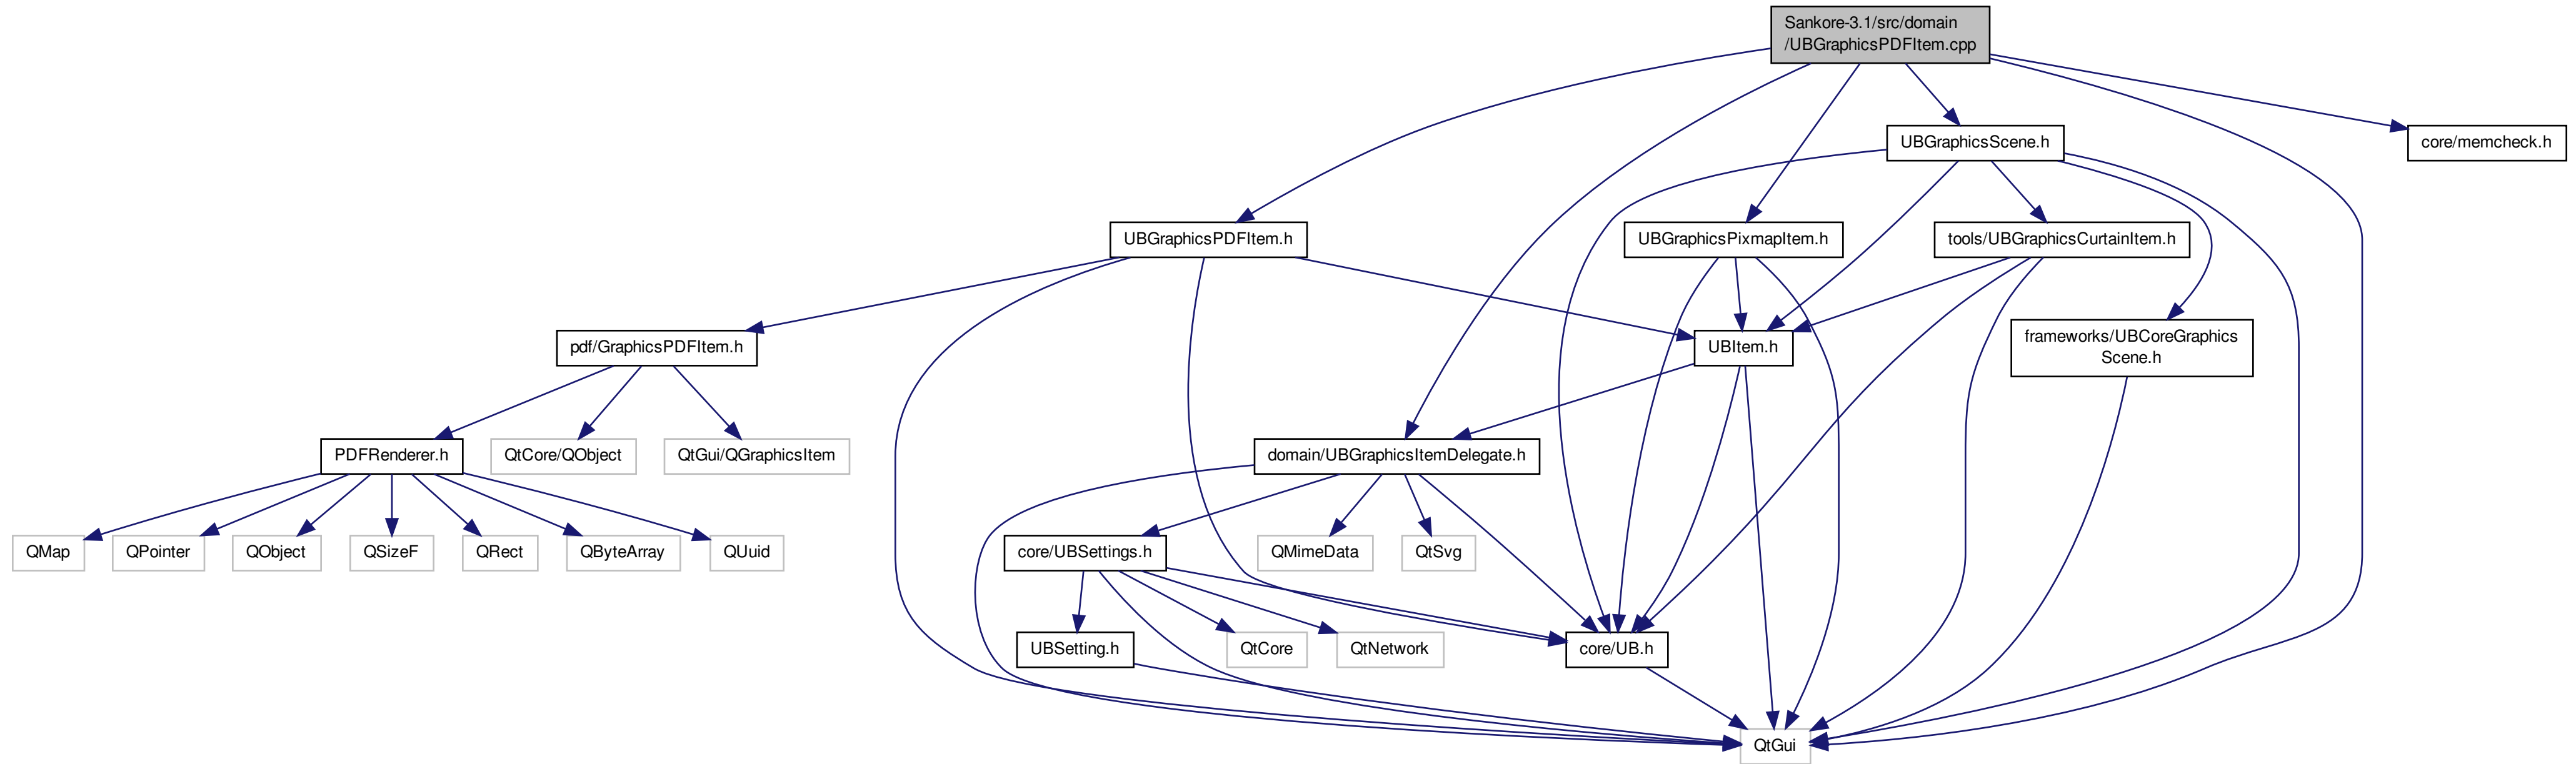 Sankore-3.1/src/domain
/UBGraphicsPDFItem.cpp
UBGraphicsScene.h
core/memcheck.h
UBGraphicsPDFItem.h
UBGraphicsPixmapItem.h
tools/UBGraphicsCurtainItem.h
pdf/GraphicsPDFItem.h
UBItem.h
frameworks/UBCoreGraphics
Scene.h
PDFRenderer.h
QtCore/QObject
QtGui/QGraphicsItem
domain/UBGraphicsItemDelegate.h
QMap
QPointer
QObject
QSizeF
QRect
QByteArray
QUuid
core/UBSettings.h
QMimeData
QtSvg
UBSetting.h
QtCore
QtNetwork
core/UB.h
QtGui